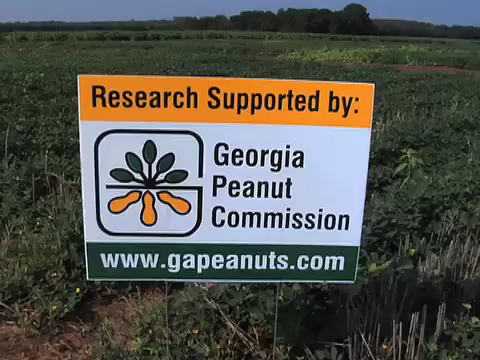 Research Supported by:
Georgia
Peanut
Commission
www.gapeanuts.com